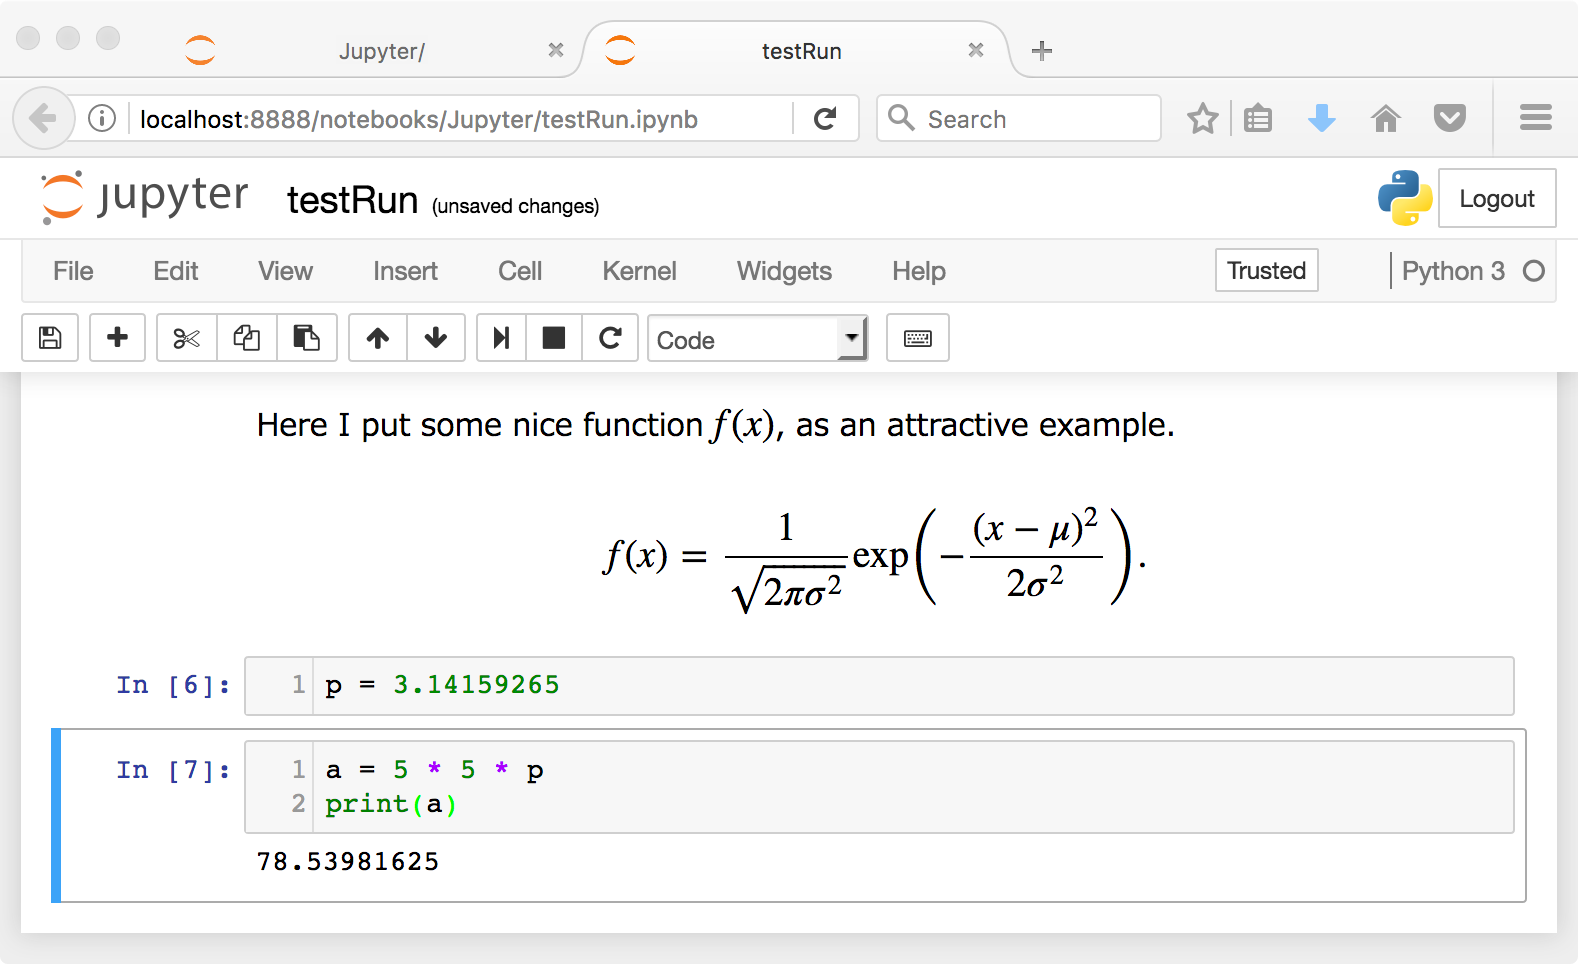 Jupyter/ testRun
localhost:8888/notebooks/Jupyter/testRun.ipynb Search
jupyter testRun (unsaved changes) Logout
File Edit View Insert Cell Kernel Widgets Help Trusted Python 3
Code
Here I put some nice function f(x), as an attractive example.
f(x) = 1/√(2πσ²) exp(−(x − μ)²/2σ²).
In [6]: 1 p = 3.14159265
In [7]: 1 a = 5 * 5 * p
2 print(a)
78.53981625